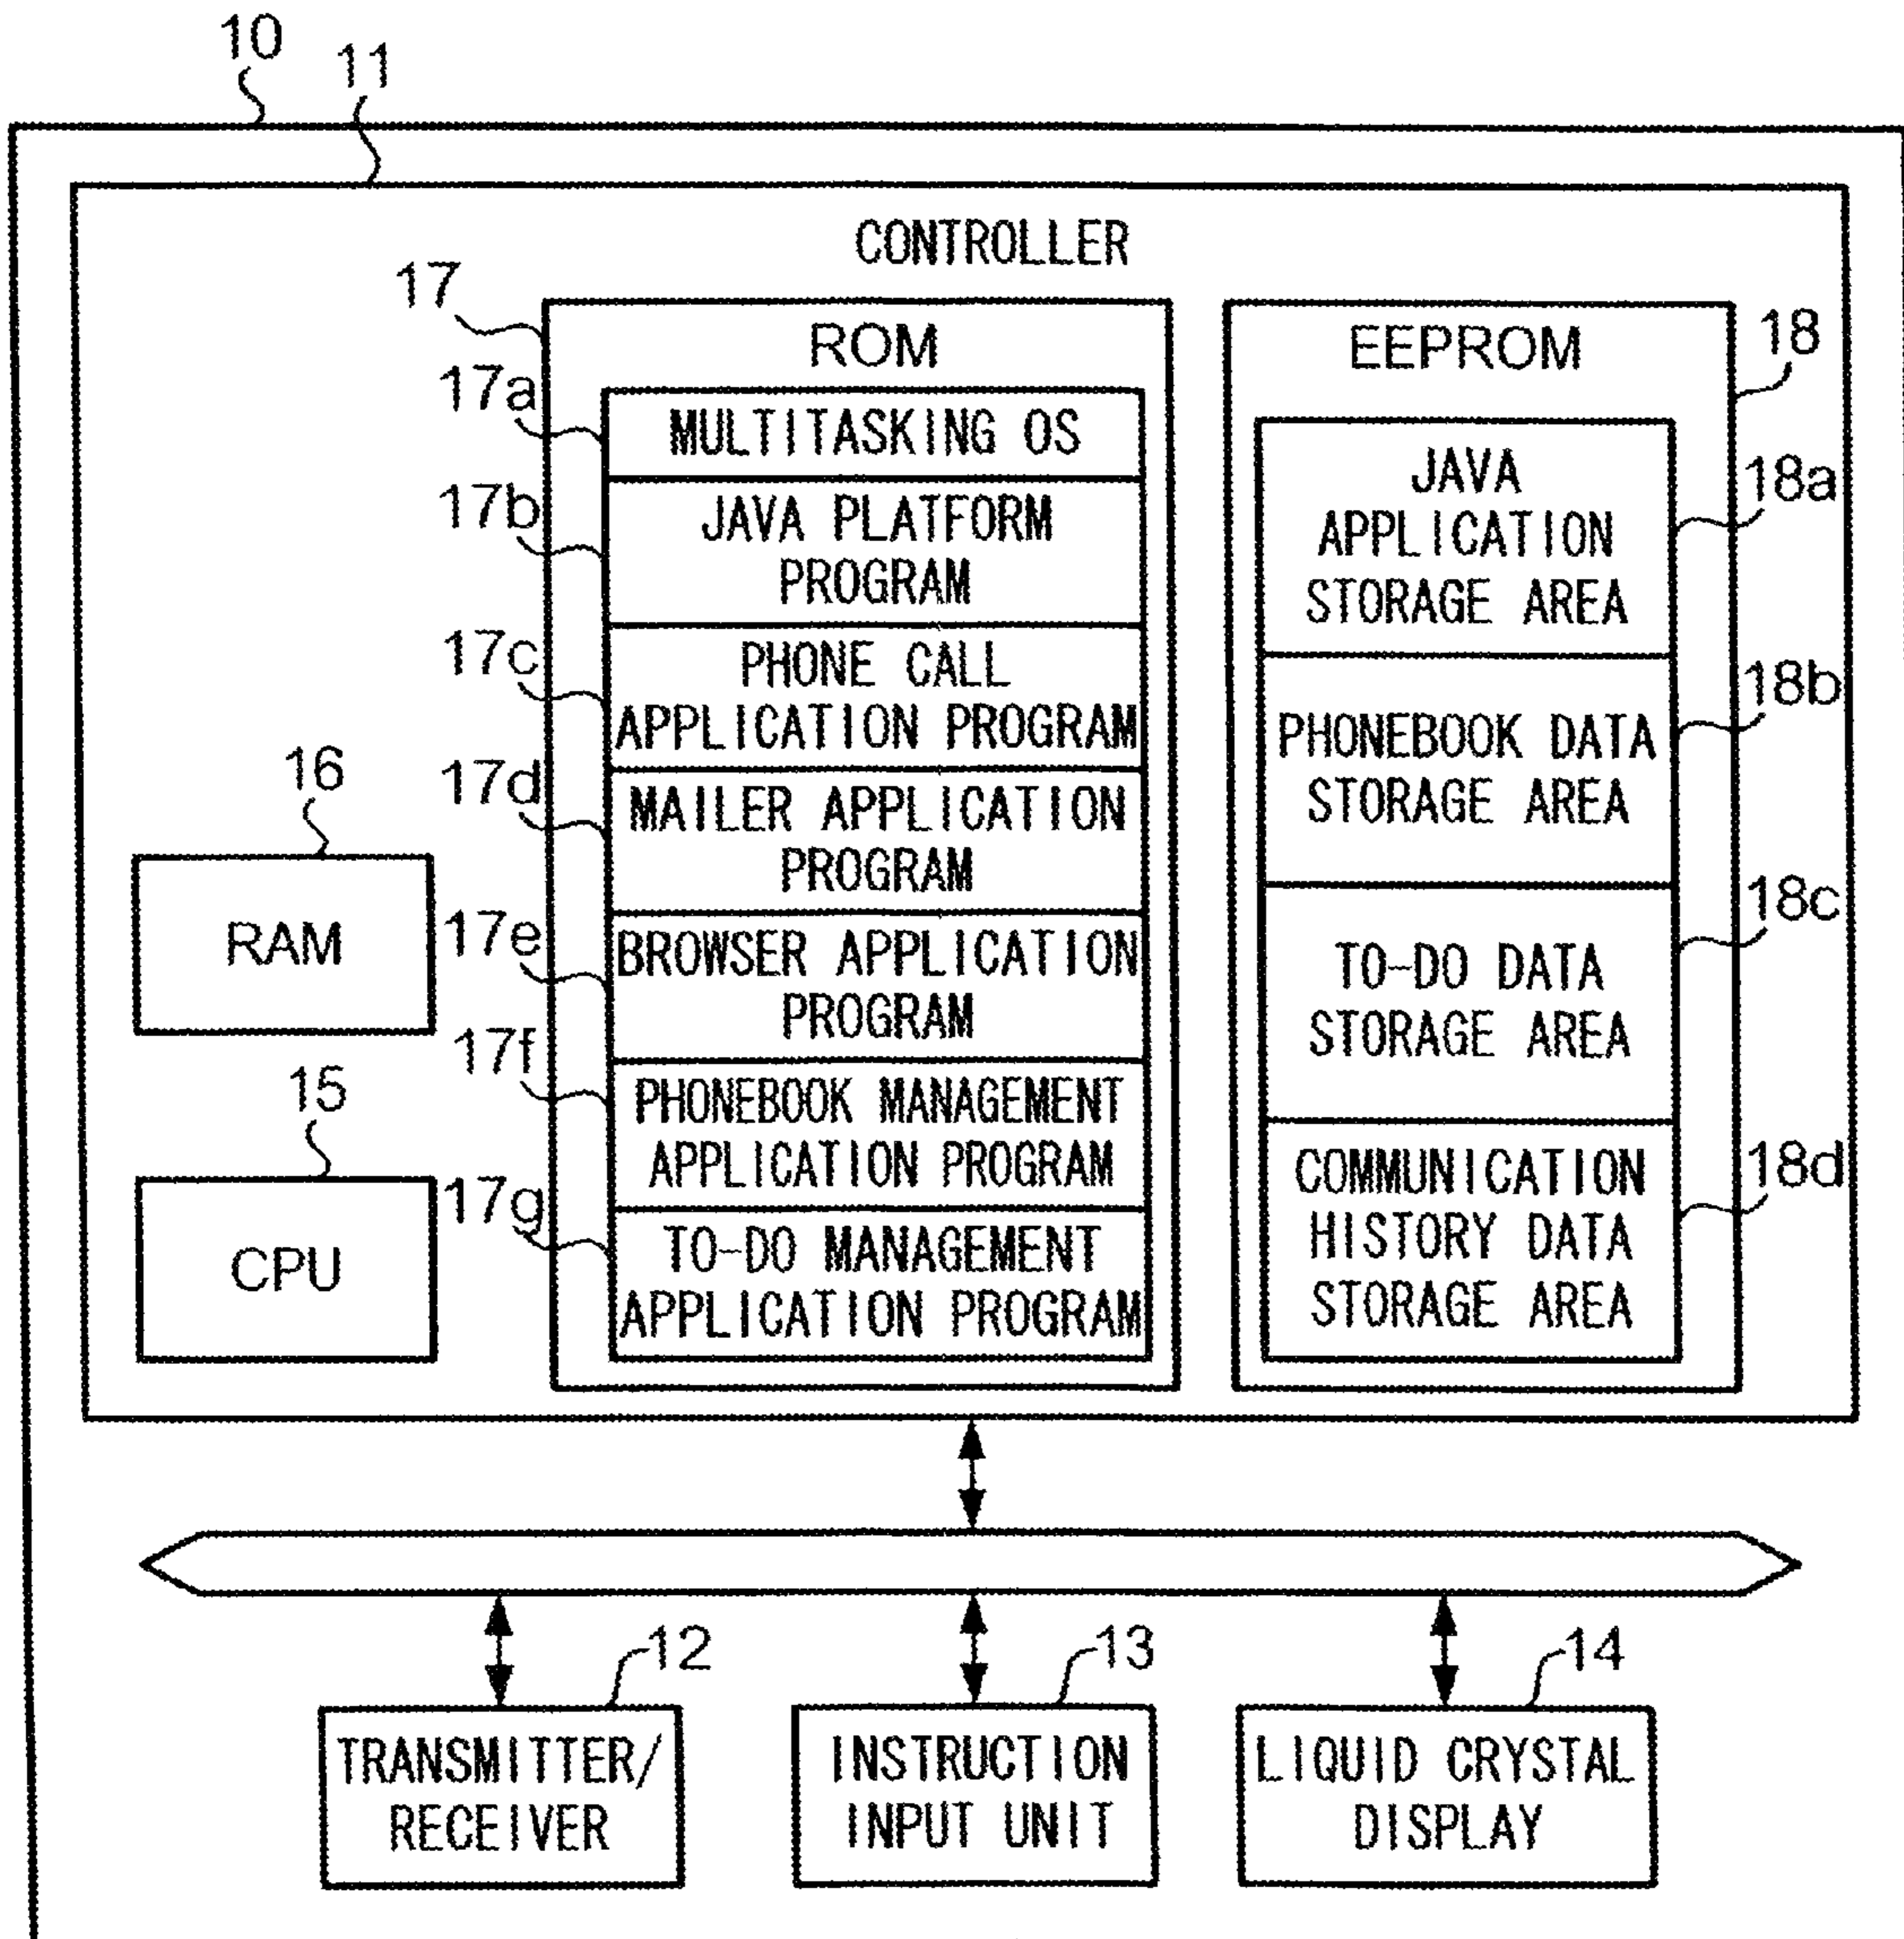 10
11
CONTROLLER
17
ROM
17a
MULTITASKING OS
17b
JAVA PLATFORM
PROGRAM
17c
PHONE CALL
APPLICATION PROGRAM
17d
MAILER APPLICATION
PROGRAM
17e
BROWSER APPLICATION
PROGRAM
17f
PHONEBOOK MANAGEMENT
APPLICATION PROGRAM
17g
TO-DO MANAGEMENT
APPLICATION PROGRAM
EEPROM
18
JAVA
APPLICATION
STORAGE AREA
18a
PHONEBOOK DATA
STORAGE AREA
18b
TO-DO DATA
STORAGE AREA
18c
COMMUNICATION
HISTORY DATA
STORAGE AREA
18d
16
RAM
15
CPU
12
TRANSMITTER/
RECEIVER
13
INSTRUCTION
INPUT UNIT
14
LIQUID CRYSTAL
DISPLAY